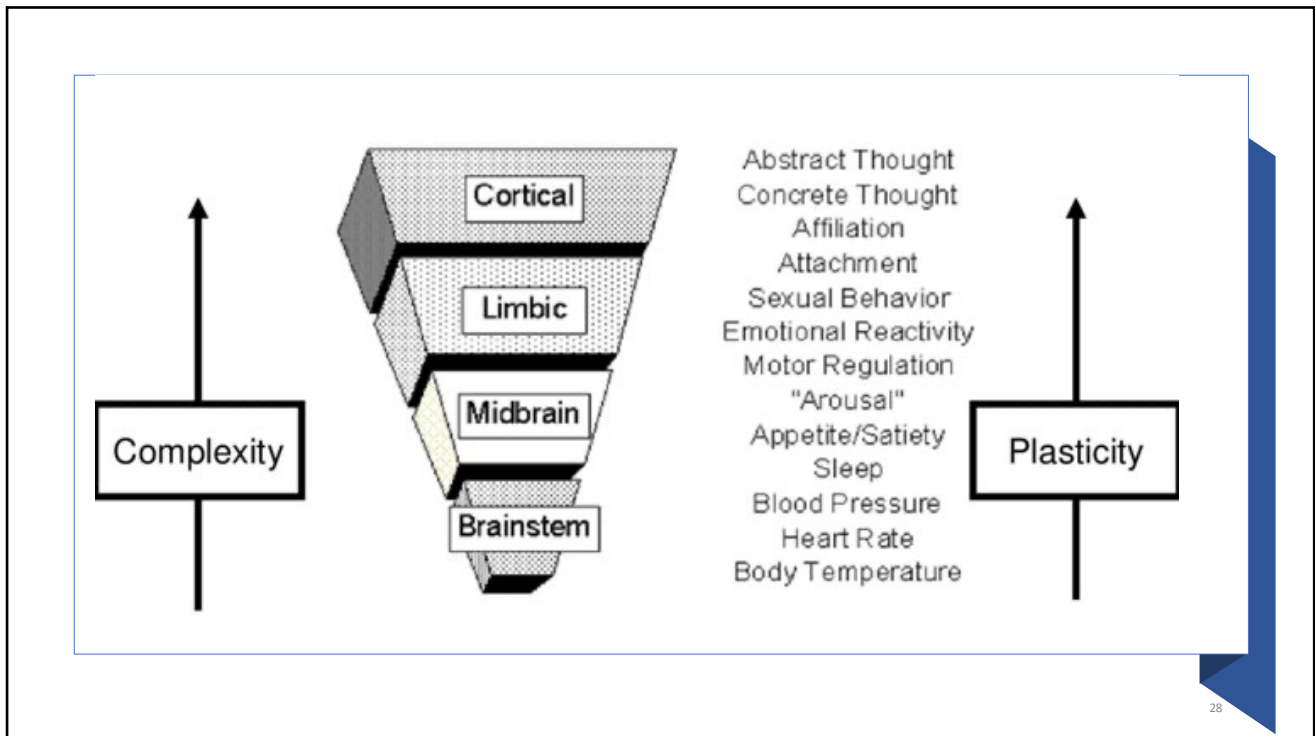 Complexity
Cortical
Limbic
Midbrain
Brainstem
Abstract Thought
Concrete Thought
Affiliation
Attachment
Sexual Behavior
Emotional Reactivity
Motor Regulation
"Arousal"
Appetite/Satiety
Sleep
Blood Pressure
Heart Rate
Body Temperature
Plasticity
28